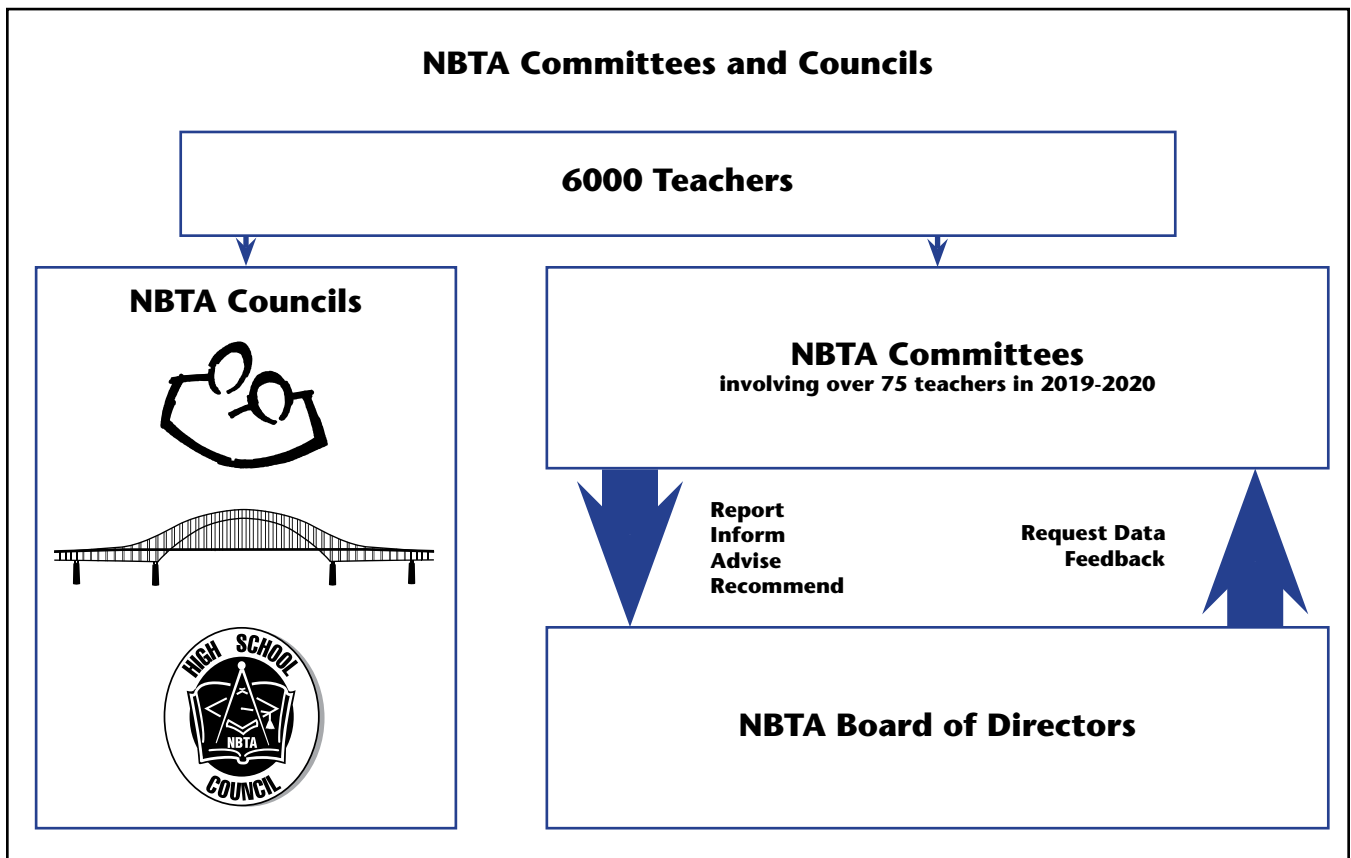 NBTA Committees and Councils
6000 Teachers
NBTA Councils
HIGH SCHOOL
NBTA
COUNCIL
NBTA Committees
involving over 75 teachers in 2019-2020
Report
Inform
Advise
Recommend
Request Data
Feedback
NBTA Board of Directors